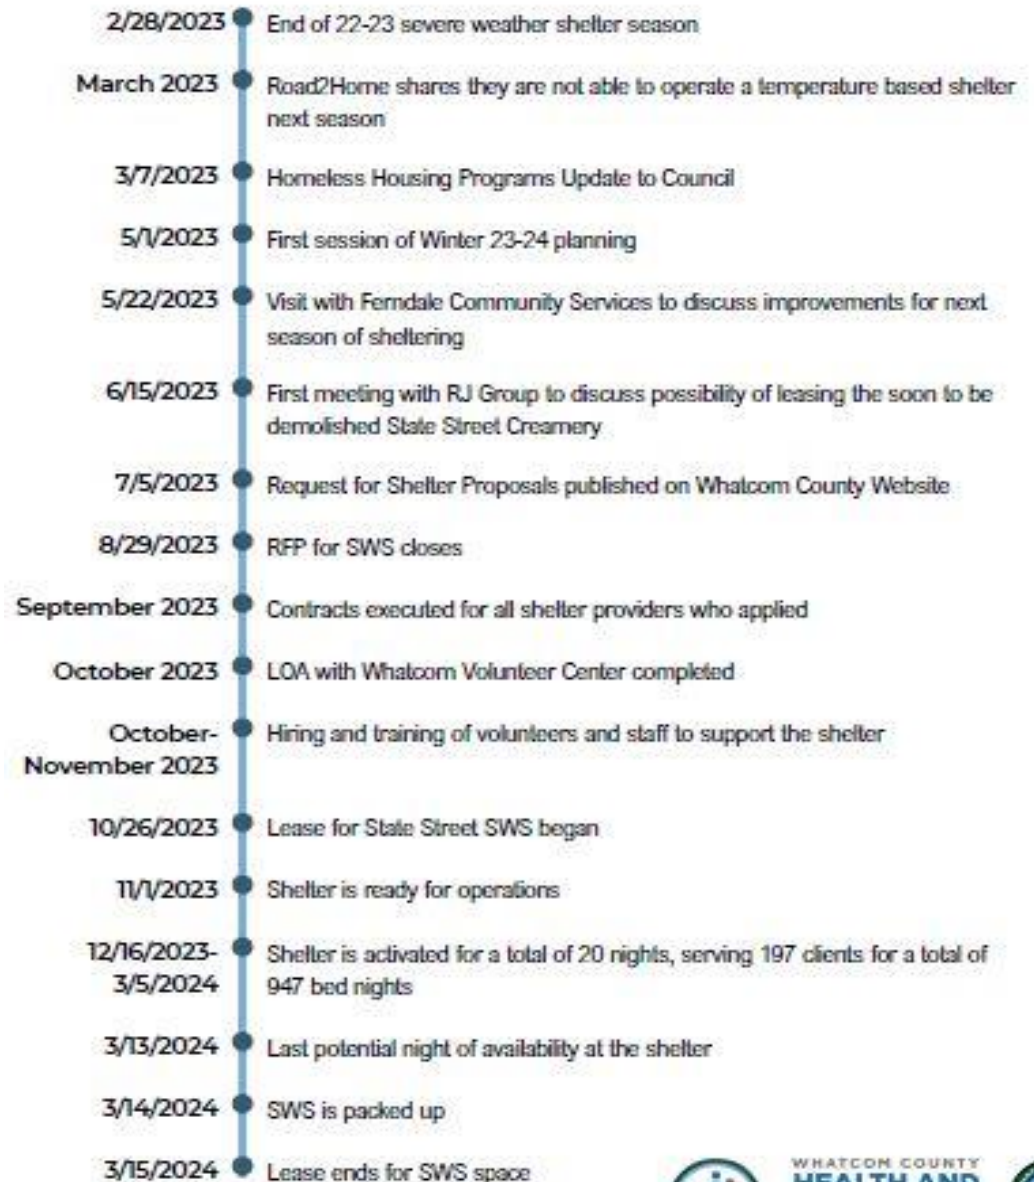 2/28/2023 End of 22-23 severe weather shelter season
March 2023 Road2Home shares they are not able to operate a temperature based shelter
next season
3/7/2023 Homeless Housing Programs Update to Council
5/1/2023 First session of Winter 23-24 planning
5/22/2023 Visit with Ferndale Community Services to discuss improvements for next
season of sheltering
6/15/2023 First meeting with RJ Group to discuss possibility of leasing the soon to be
demolished State Street Creamery
7/5/2023 Request for Shelter Proposals published on Whatcom County Website
8/29/2023 RFP for SWS closes
September 2023 Contracts executed for all shelter providers who applied
October 2023 LOA with Whatcom Volunteer Center completed
October- Hiring and training of volunteers and staff to support the shelter
November 2023
10/26/2023 Lease for State Street SWS began
11/1/2023 Shelter is ready for operations
12/16/2023- Shelter is activated for a total of 20 nights, serving 197 clients for a total of
3/5/2024 947 bed nights
3/13/2024 Last potential night of availability at the shelter
3/14/2024 SWS is packed up
3/15/2024 Lease ends for SWS space
WHATCOM COUNTY
HEALTH AND